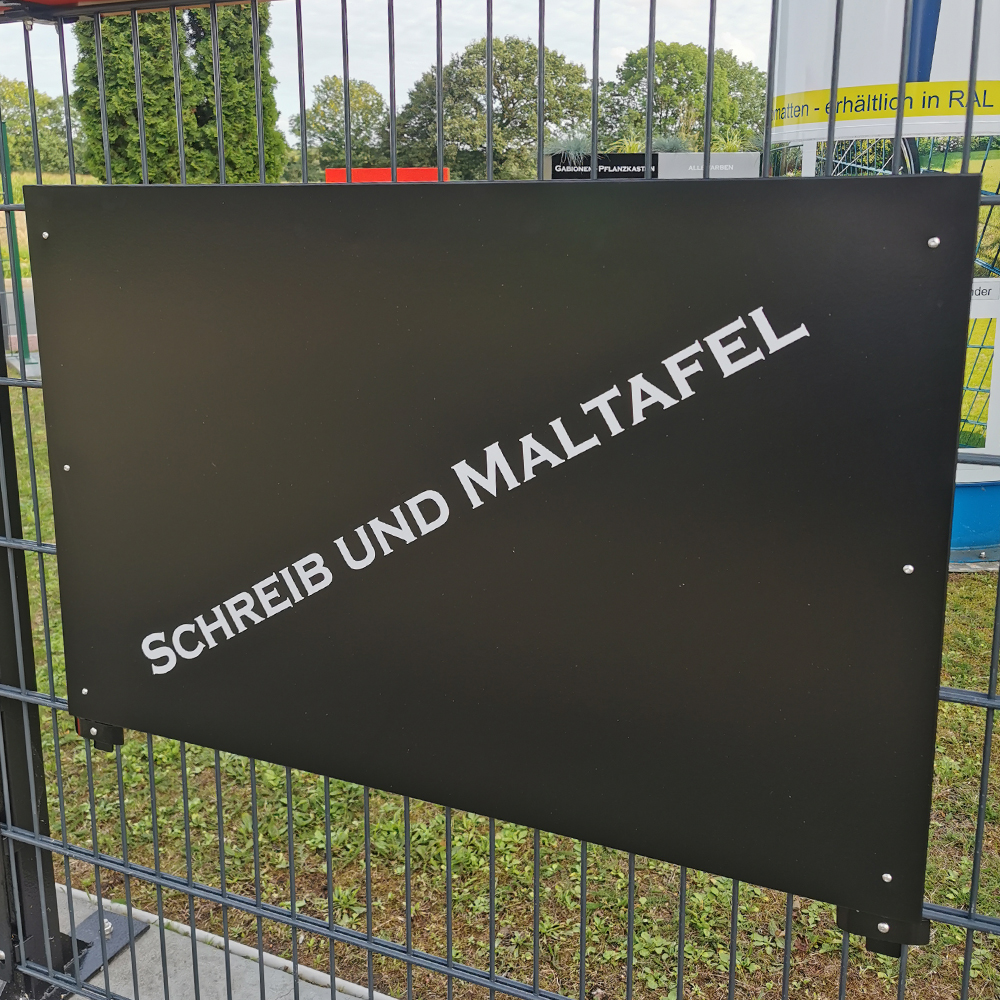 matten - erhältlich in RAL
GABIONEN PFLANZKASTEN
SCHREIB UND MALTAFEL